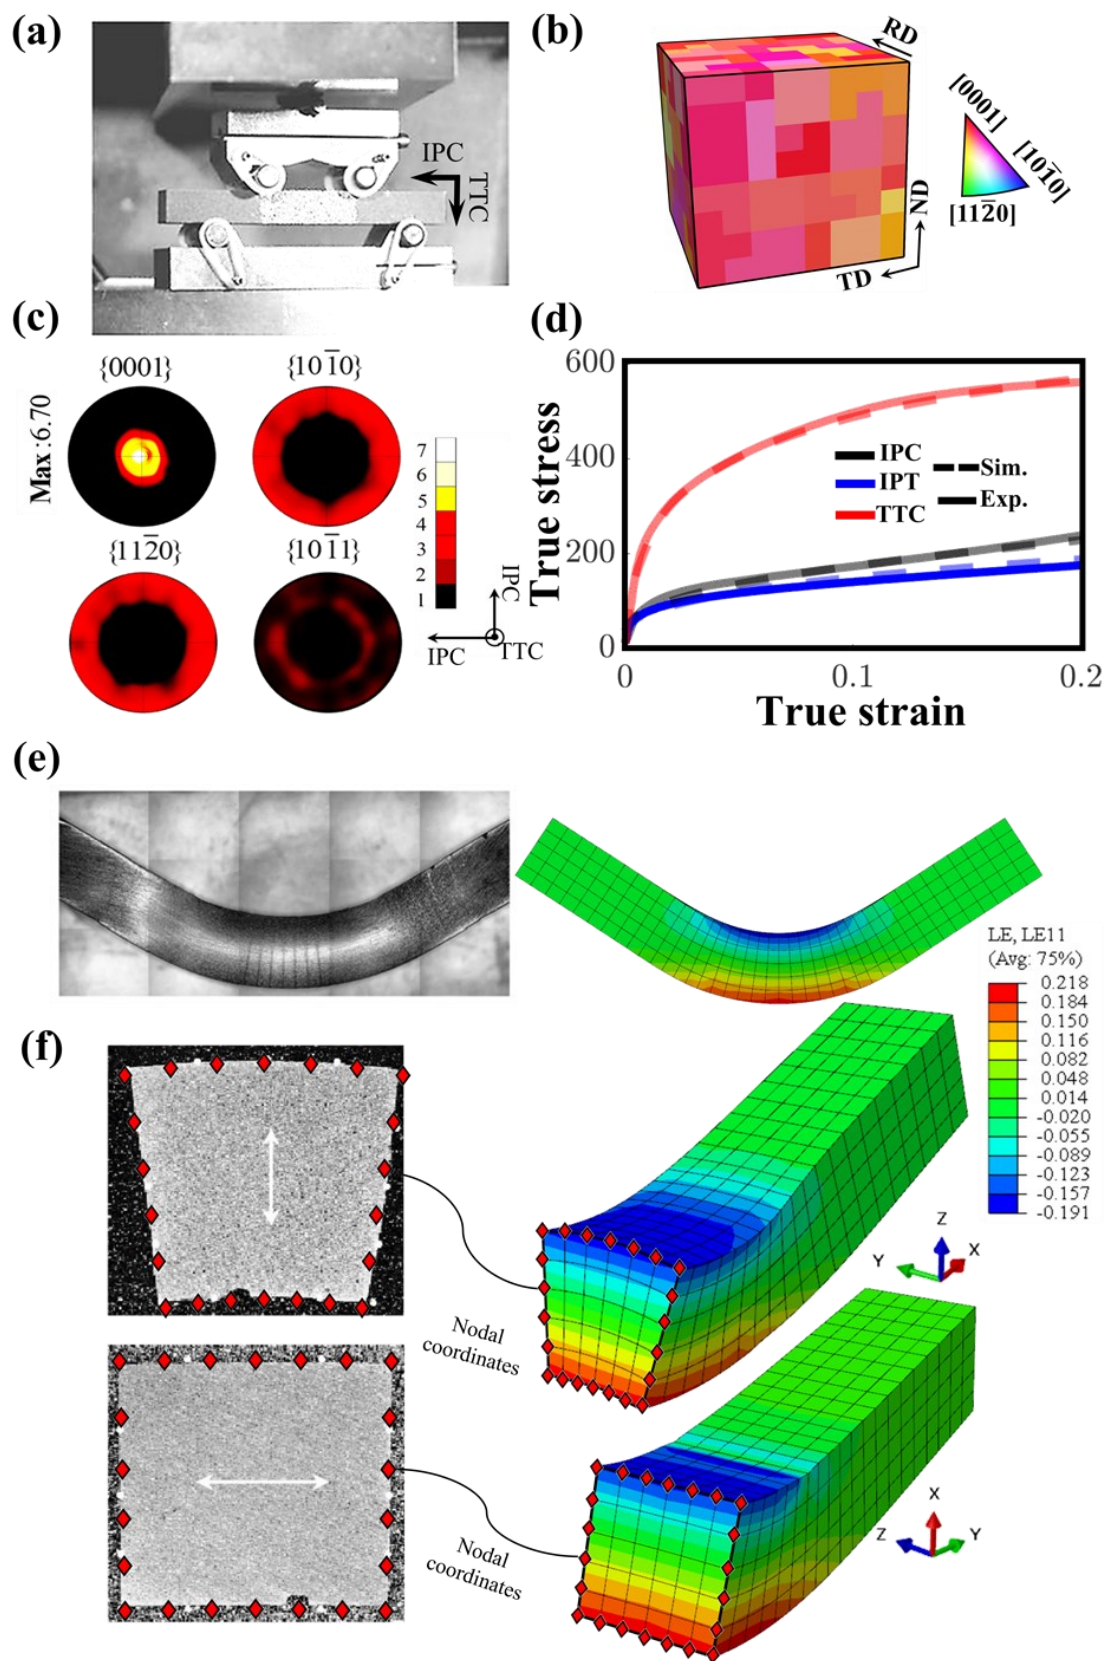 (a)
IPC
TTC
(b)
RD
ND
TD
[0001]
[101̄0]
[112̄0]
(c)
Max :6.70
{0001}
{101̄0}
{112̄0}
{101̄1}
7
6
5
4
3
2
1
IPC
IPC
TTC
(d)
True stress
600
400
200
0
IPC
IPT
TTC
Sim.
Exp.
0
0.1
0.2
True strain
(e)
LE, LE11
(Avg: 75%)
0.218
0.184
0.150
0.116
0.082
0.048
0.014
-0.020
-0.055
-0.089
-0.123
-0.157
-0.191
(f)
Nodal
coordinates
Z
Y
X
Nodal
coordinates
X
Z
Y